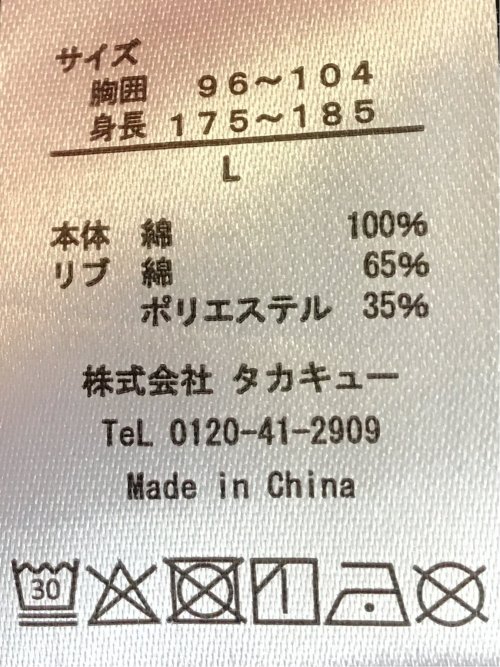 サイズ
胸囲 96～104
身長 175～185
L
本体 綿 100%
リブ 綿 65%
ポリエステル 35%
株式会社 タカキュー
TeL 0120-41-2909
Made in China
30